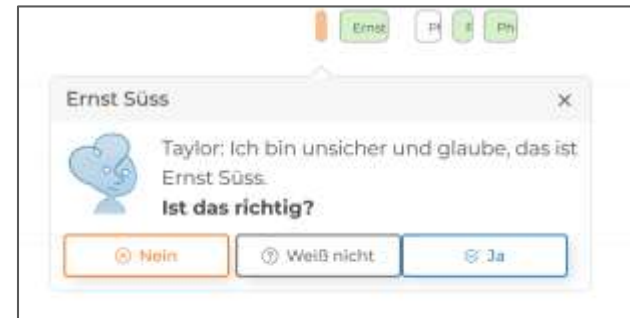 Ernst Ph
Ernst Süss
Taylor: Ich bin unsicher und glaube, das ist
Ernst Süss.
Ist das richtig?
Nein Weiß nicht Ja